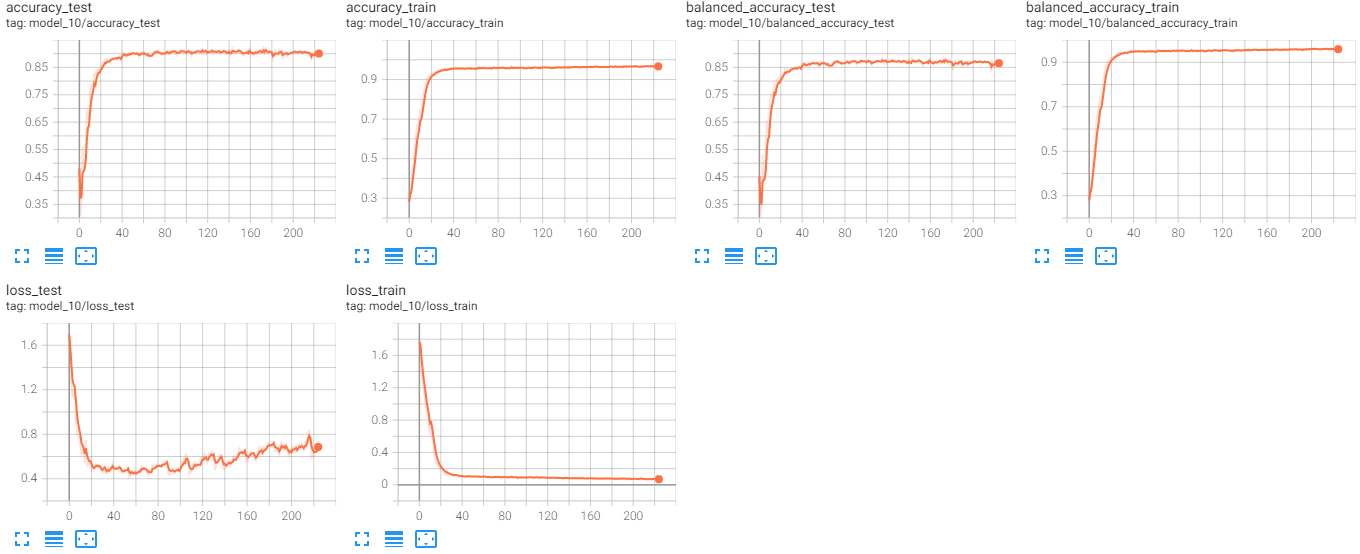 accuracy_test
tag: model_10/accuracy_test
0.85
0.75
0.65
0.55
0.45
0.35
0 40 80 120 160 200
accuracy_train
tag: model_10/accuracy_train
0.9
0.7
0.5
0.3
0 40 80 120 160 200
balanced_accuracy_test
tag: model_10/balanced_accuracy_test
0.85
0.75
0.65
0.55
0.45
0.35
0 40 80 120 160 200
balanced_accuracy_train
tag: model_10/balanced_accuracy_train
0.9
0.7
0.5
0.3
0 40 80 120 160 200
loss_test
tag: model_10/loss_test
1.6
1.2
0.8
0.4
0 40 80 120 160 200
loss_train
tag: model_10/loss_train
1.6
1.2
0.8
0.4
0
0 40 80 120 160 200